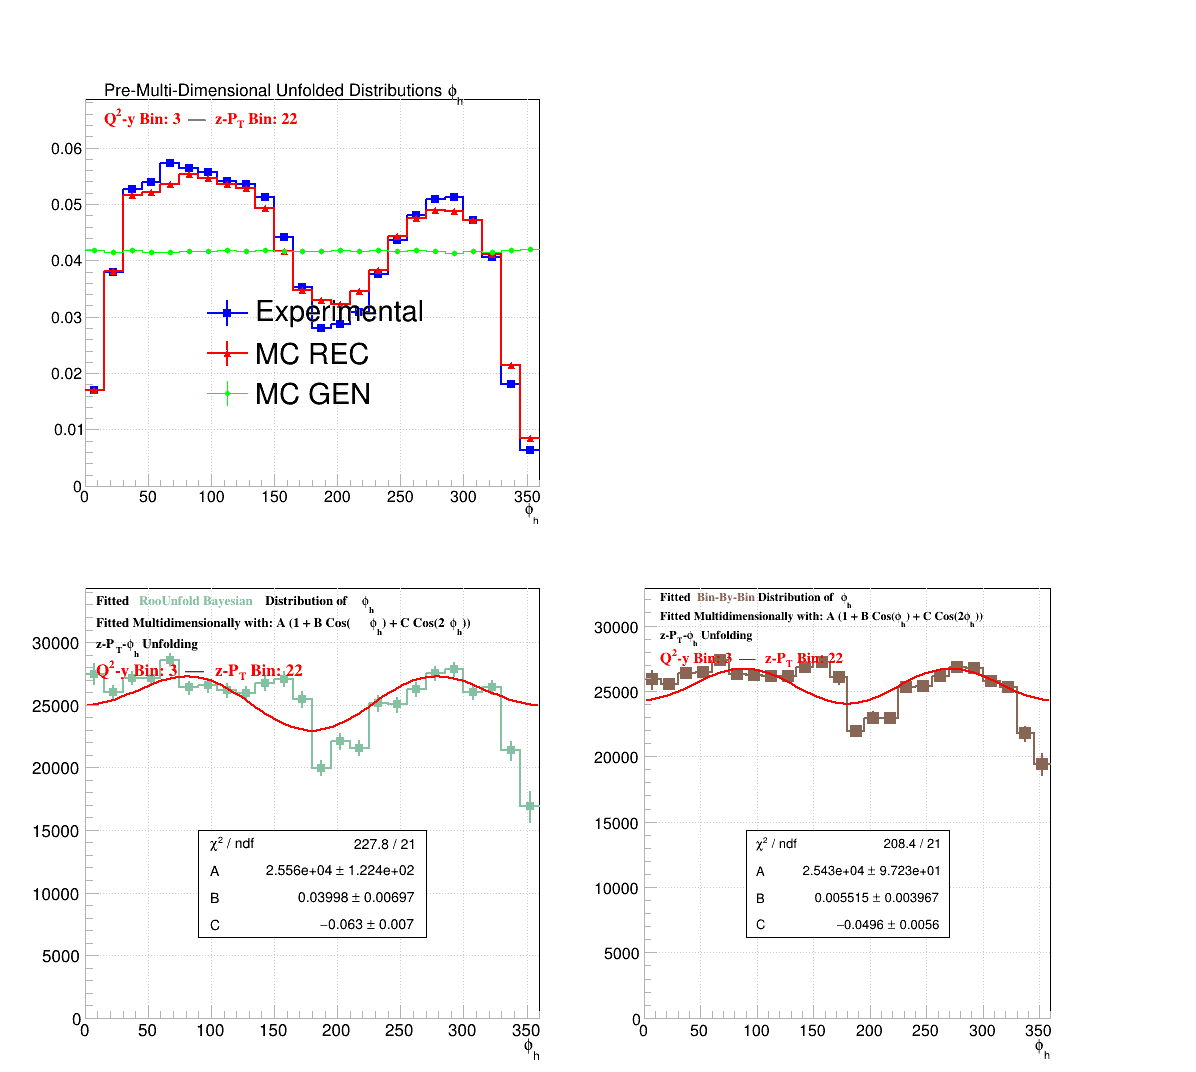 Pre-Multi-Dimensional Unfolded Distributions ϕh
Q²-y Bin: 3 — z-PT Bin: 22
0.06
0.05
0.04
0.03
0.02
0.01
0
Experimental
MC REC
MC GEN
0 50 100 150 200 250 300 350
ϕh
Fitted RooUnfold Bayesian Distribution of ϕh
Fitted Multidimensionally with: A (1 + B Cos( ϕh) + C Cos(2 ϕh))
z-PT-ϕh Unfolding
Q²-y Bin: 3 — z-PT Bin: 22
30000
25000
20000
15000
10000
5000
0
χ² / ndf 227.8 / 21
A 2.556e+04 ± 1.224e+02
B 0.03998 ± 0.00697
C −0.063 ± 0.007
0 50 100 150 200 250 300 350
ϕh
Fitted Bin-By-Bin Distribution of ϕh
Fitted Multidimensionally with: A (1 + B Cos(ϕh) + C Cos(2ϕh))
z-PT-ϕh Unfolding
Q²-y Bin: 3 — z-PT Bin: 22
30000
25000
20000
15000
10000
5000
0
χ² / ndf 208.4 / 21
A 2.543e+04 ± 9.723e+01
B 0.005515 ± 0.003967
C −0.0496 ± 0.0056
0 50 100 150 200 250 300 350
ϕh